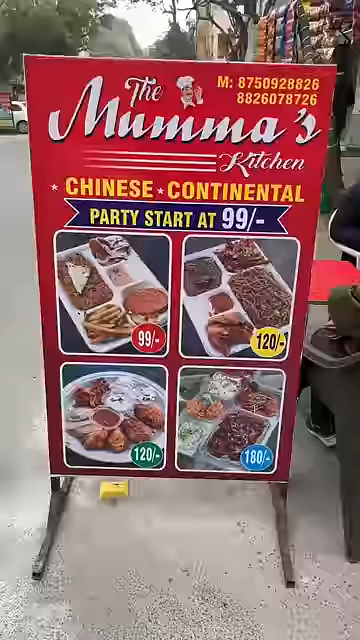 The
M: 8750928826
8826078726
Mumma's
Kitchen
★ CHINESE ★ CONTINENTAL
PARTY START AT 99/-
99/-
120/-
120/-
180/-